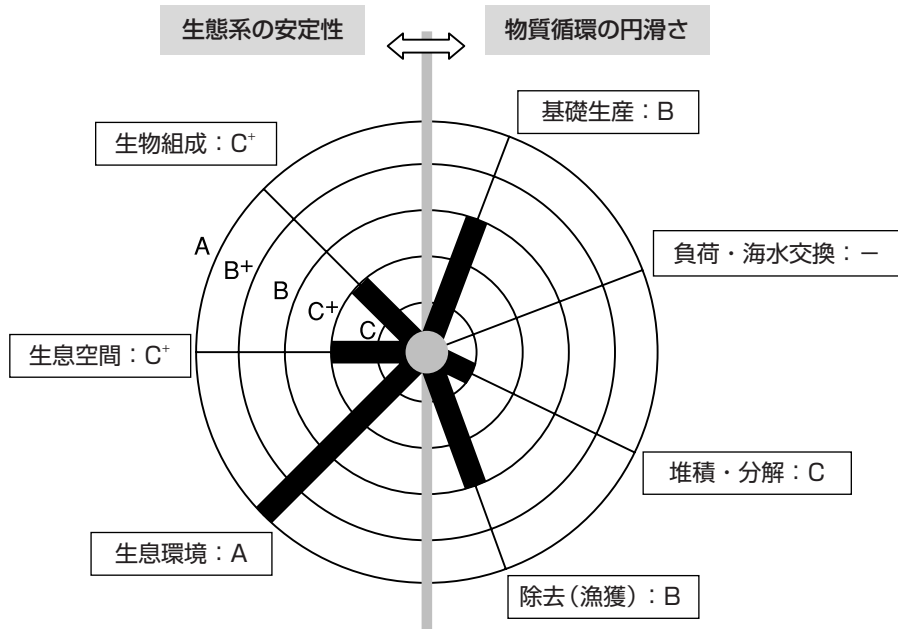 生態系の安定性
物質循環の円滑さ
基礎生産：B
生物組成：C⁺
負荷・海水交換：－
A
B+
B
C+
C
生息空間：C⁺
堆積・分解：C
生息環境：A
除去（漁獲）：B